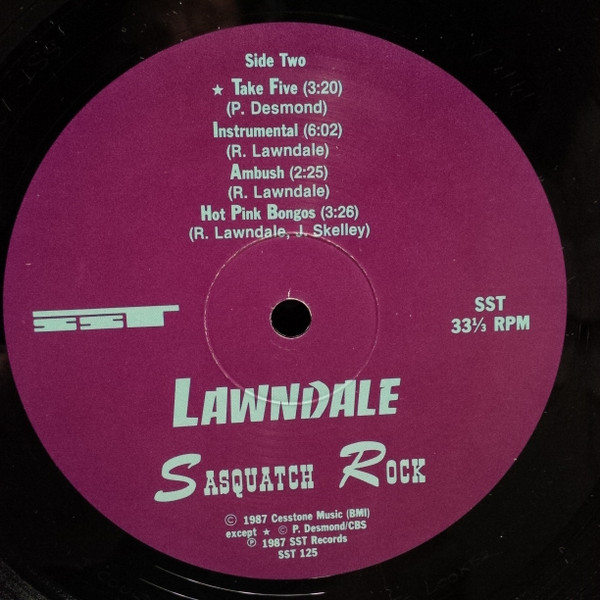 Side Two
★ Take Five (3:20)
(P. Desmond)
Instrumental (6:02)
(R. Lawndale)
Ambush (2:25)
(R. Lawndale)
Hot Pink Bongos (3:26)
(R. Lawndale, J. Skelley)
SST
SST
33⅓ RPM
LAWNDALE
SASQUATCH ROCK
© 1987 Cesstone Music (BMI)
except ★ © P. Desmond/CBS
℗ 1987 SST Records
SST 125